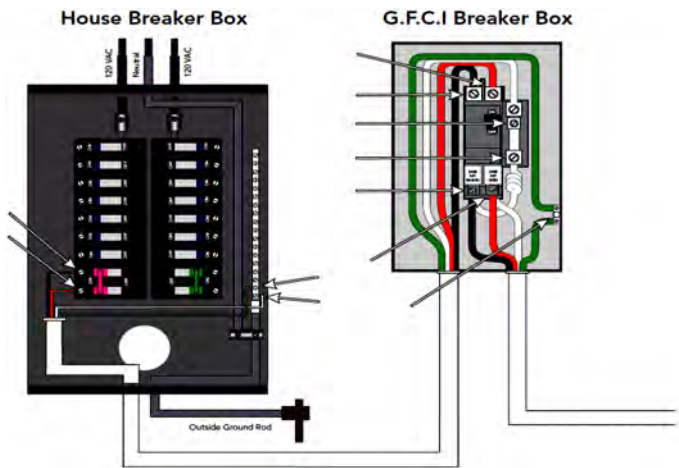 House Breaker Box
G.F.C.I Breaker Box
120 VAC
Neutral
120 VAC
Outside Ground Rod